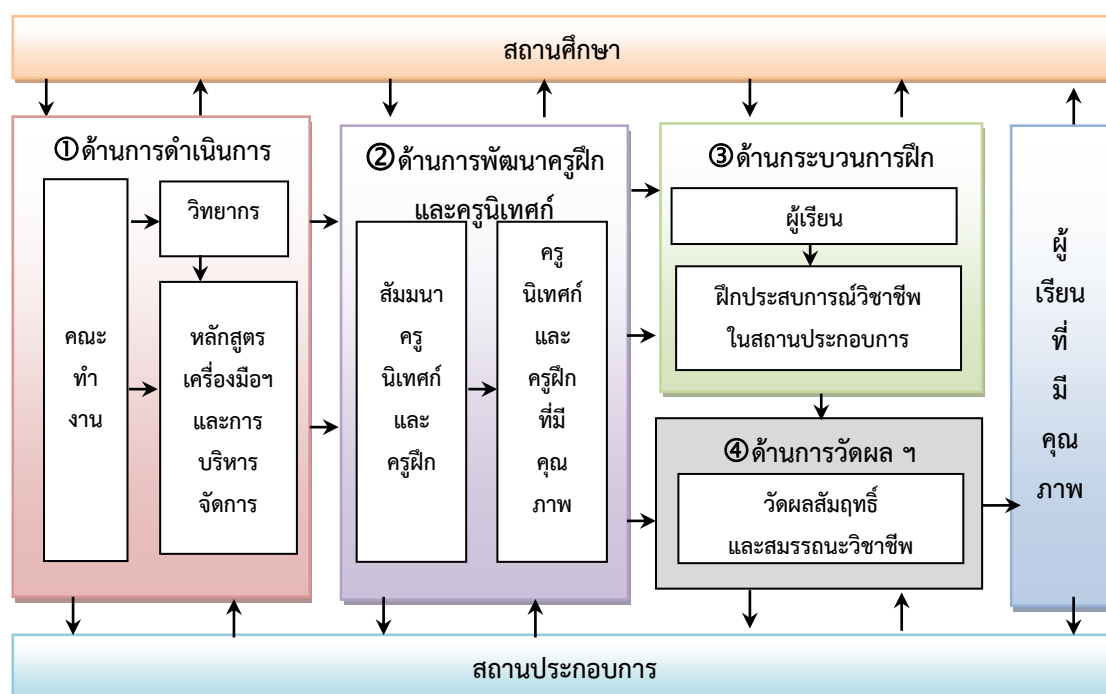 สถานศึกษา
①ด้านการดำเนินการ
คณะ
ทำ
งาน
วิทยากร
หลักสูตร
เครื่องมือฯ
และการ
บริหาร
จัดการ
②ด้านการพัฒนาครูฝึก
และครูนิเทศก์
สัมมนา
ครู
นิเทศก์
และ
ครูฝึก
ครู
นิเทศก์
และ
ครูฝึก
ที่มี
คุณ
ภาพ
③ด้านกระบวนการฝึก
ผู้เรียน
ฝึกประสบการณ์วิชาชีพ
ในสถานประกอบการ
④ด้านการวัดผล ฯ
วัดผลสัมฤทธิ์
และสมรรถนะวิชาชีพ
ผู้
เรียน
ที่
มี
คุณ
ภาพ
สถานประกอบการ